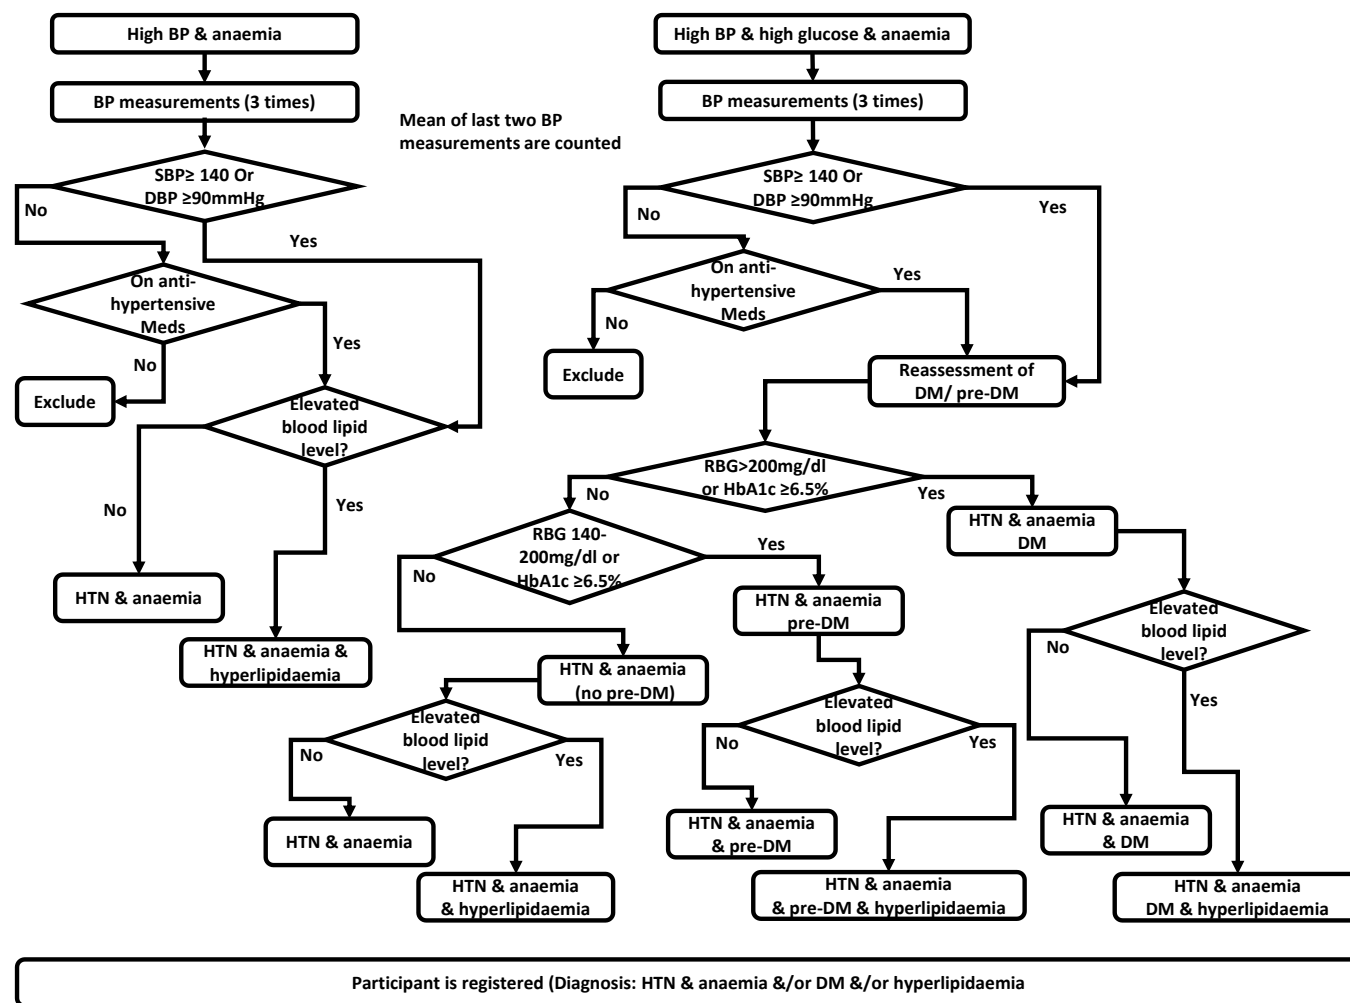 High BP & anaemia
BP measurements (3 times)
SBP≥ 140 Or
DBP ≥90mmHg
No
Yes
On anti-
hypertensive
Meds
No
Yes
Exclude
Elevated
blood lipid
level?
No
Yes
HTN & anaemia
HTN & anaemia &
hyperlipidaemia
Mean of last two BP
measurements are counted
High BP & high glucose & anaemia
BP measurements (3 times)
SBP≥ 140 Or
DBP ≥90mmHg
No
Yes
On anti-
hypertensive
Meds
Yes
No
Exclude
Reassessment of
DM/ pre-DM
RBG>200mg/dl
or HbA1c ≥6.5%
No
Yes
RBG 140-
200mg/dl or
HbA1c ≥6.5%
No
Yes
HTN & anaemia
DM
HTN & anaemia
pre-DM
HTN & anaemia
(no pre-DM)
Elevated
blood lipid
level?
No
Yes
HTN & anaemia
HTN & anaemia
& hyperlipidaemia
Elevated
blood lipid
level?
No
Yes
HTN & anaemia
& pre-DM
HTN & anaemia
& pre-DM & hyperlipidaemia
Elevated
blood lipid
level?
No
Yes
HTN & anaemia
& DM
HTN & anaemia
DM & hyperlipidaemia
Participant is registered (Diagnosis: HTN & anaemia &/or DM &/or hyperlipidaemia